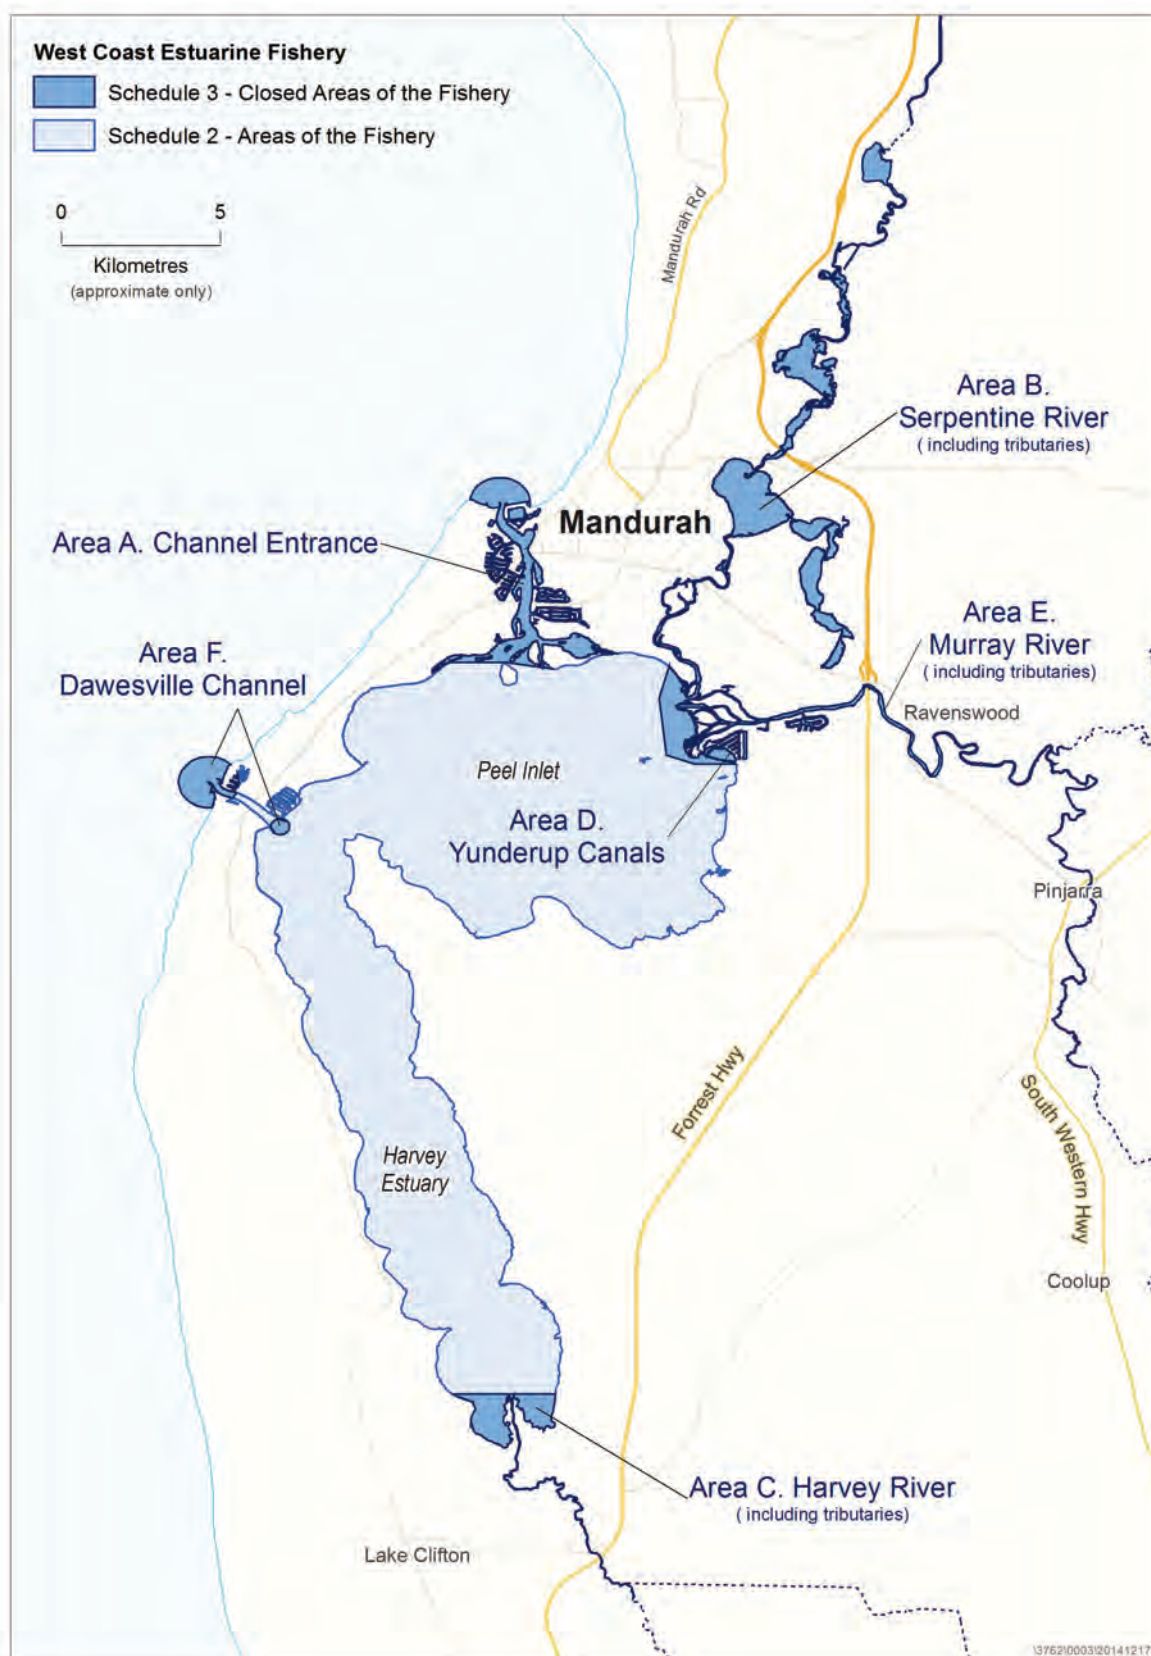 West Coast Estuarine Fishery
Schedule 3 - Closed Areas of the Fishery
Schedule 2 - Areas of the Fishery
0 5
Kilometres
(approximate only)
Mandurah Rd
Area B.
Serpentine River
( including tributaries)
Mandurah
Area A. Channel Entrance
Area E.
Murray River
( including tributaries)
Area F.
Dawesville Channel
Ravenswood
Peel Inlet
Area D.
Yunderup Canals
Pinjarra
Forrest Hwy
South Western Hwy
Harvey
Estuary
Coolup
Area C. Harvey River
( including tributaries)
Lake Clifton
\3762\0003\20141217